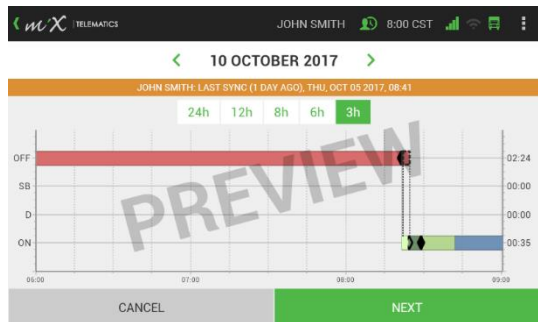 mix TELEMATICS JOHN SMITH 8:00 CST
10 OCTOBER 2017
JOHN SMITH: LAST SYNC (1 DAY AGO), THU, OCT 05 2017, 08:41
24h 12h 8h 6h 3h
PREVIEW
OFF 02:24
SB 00:00
D 00:00
ON 00:35
06:00 07:00 08:00 09:00
CANCEL NEXT